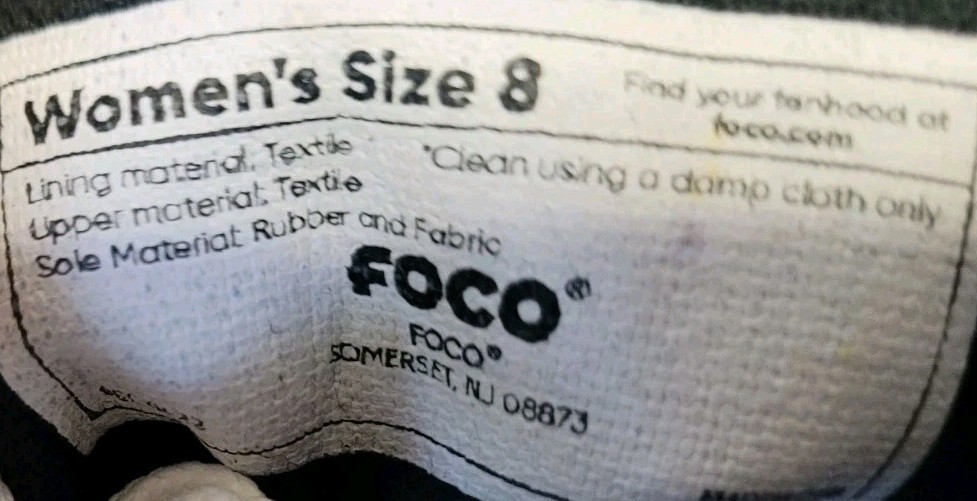 Women's Size 8
Find your fanhood at
foco.com
Lining material: Textile
Upper material: Textile
Sole Material: Rubber and Fabric
*Clean using a damp cloth only
FOCO®
FOCO®
SOMERSET, NJ 08873